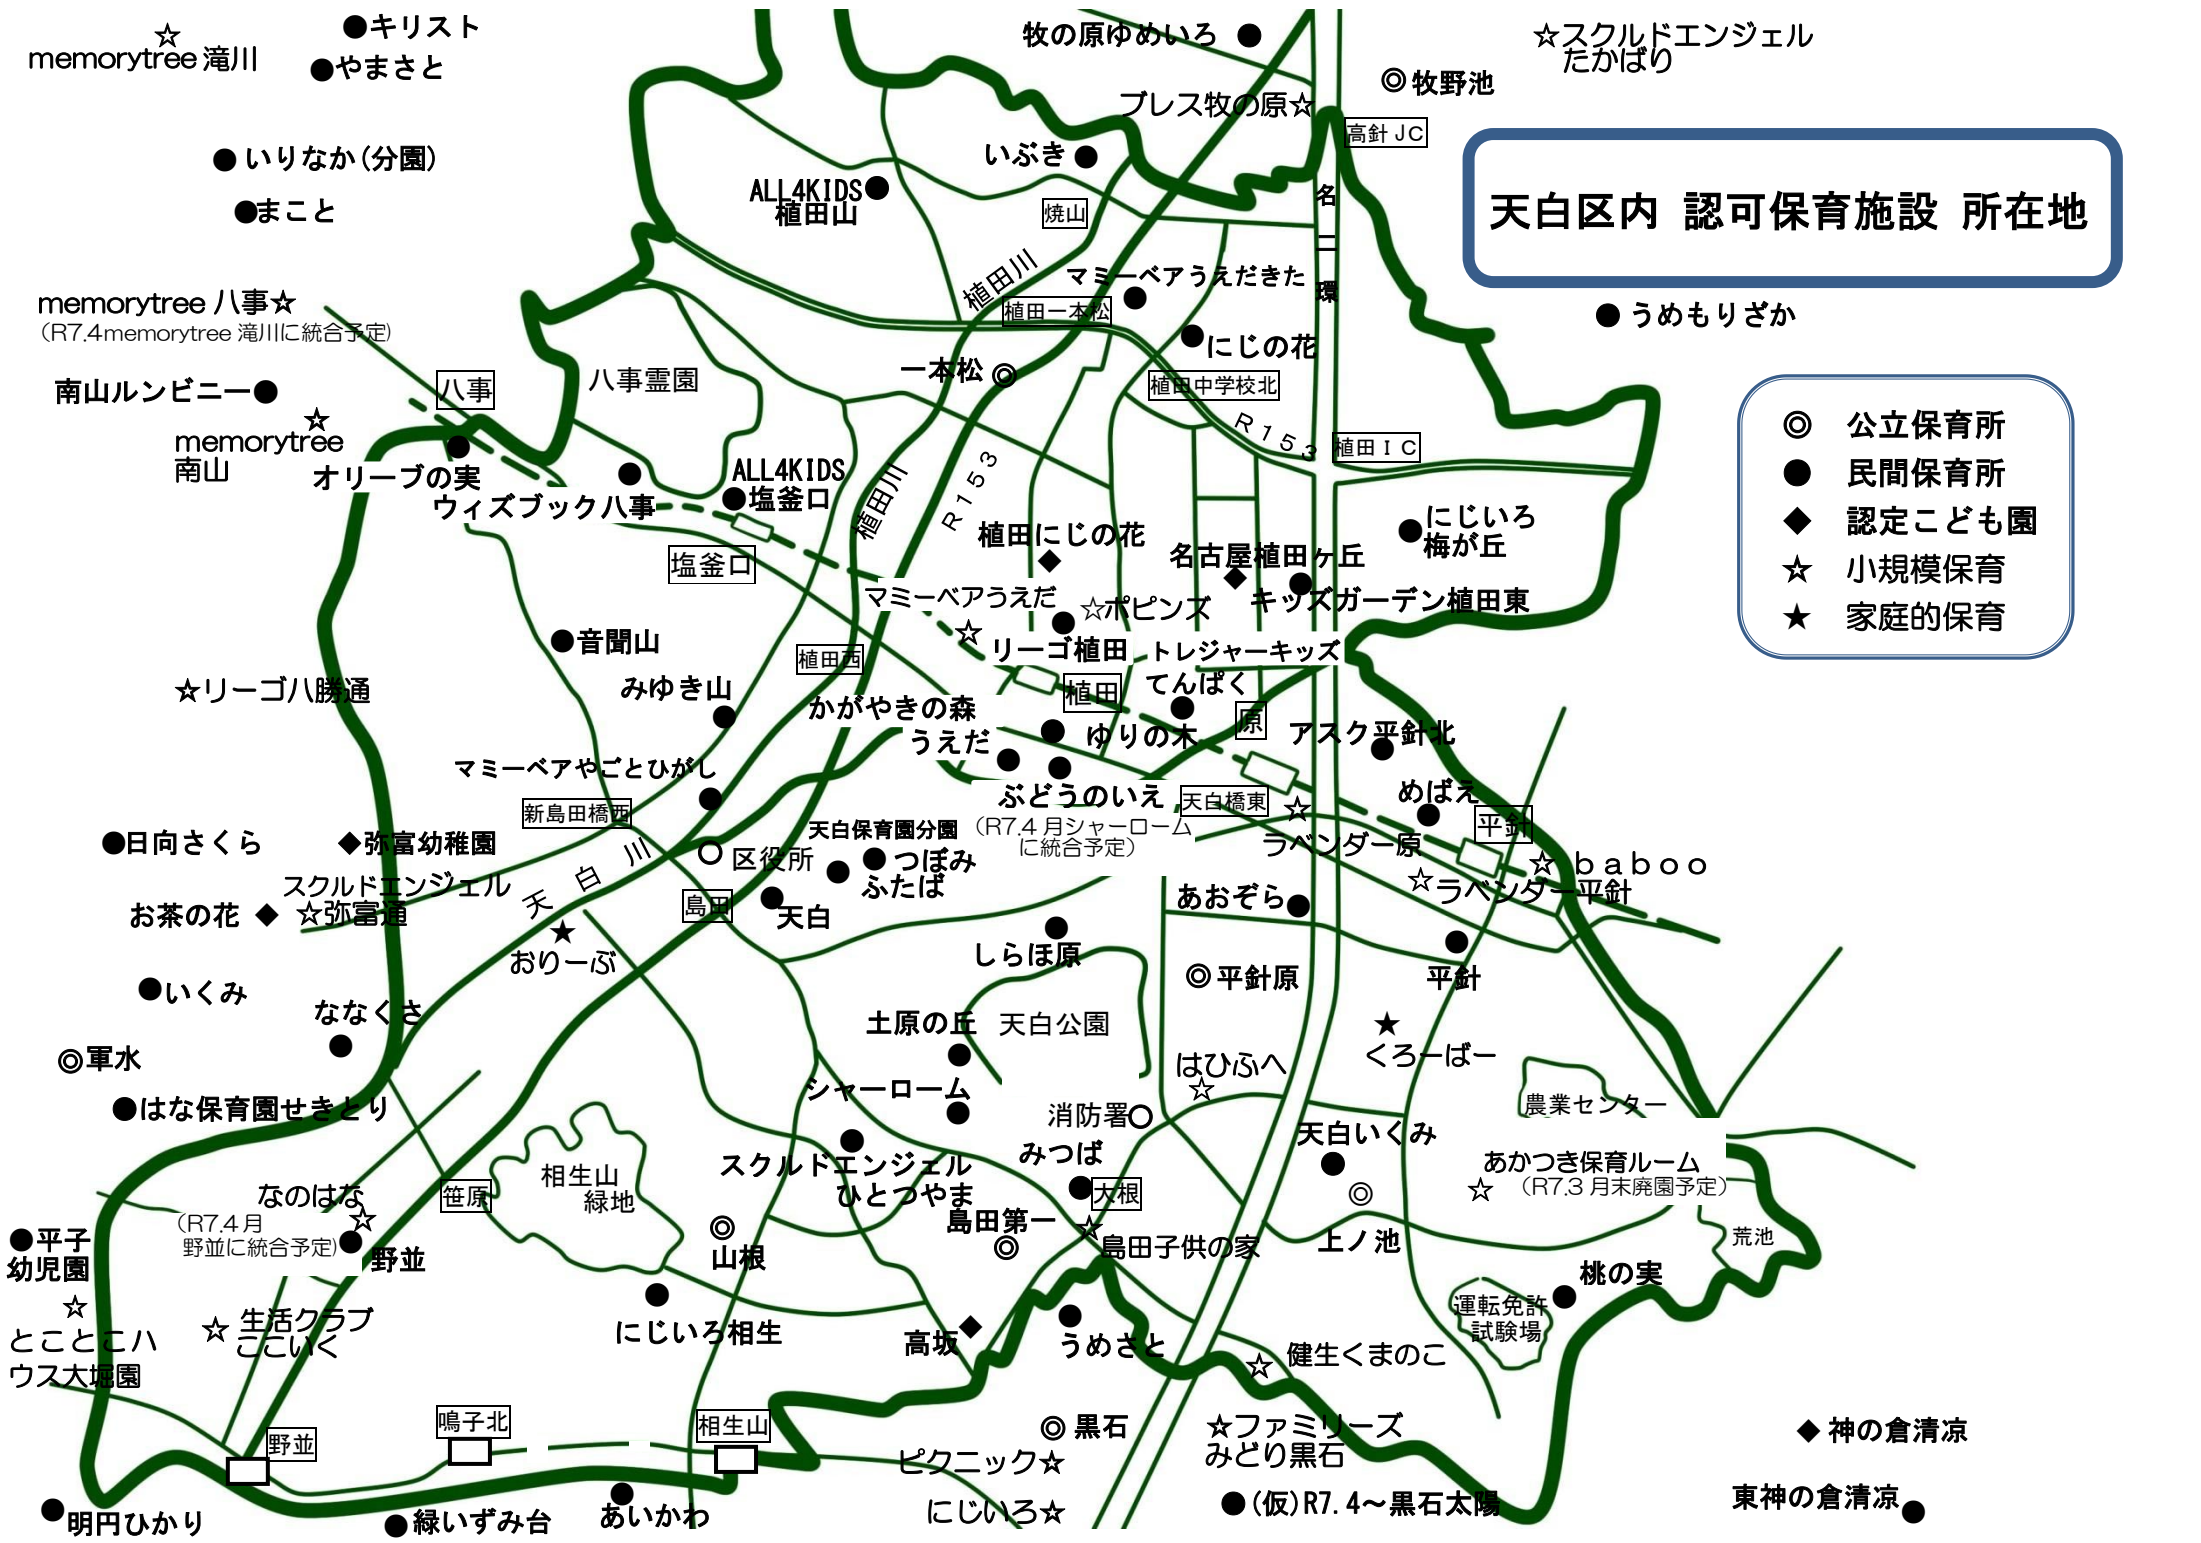 ☆
memorytree 滝川
●キリスト
●やまさと
牧の原ゆめいろ ●
☆スクルドエンジェル
たかばり
◎ 牧野池
ブレス牧の原☆
高針 JC
● いりなか(分園)
●まこと
いぶき ●
ALL4KIDS●
植田山
焼山
名
二
環
天白区内 認可保育施設 所在地
植田川
マミーベアうえだきた
●
植田一本松
memorytree 八事☆
(R7.4memorytree 滝川に統合予定)
● うめもりざか
●
にじの花
一本松 ◎
植田中学校北
南山ルンビニー●
八事
八事霊園
☆
memorytree
南山
R153
植田IC
◎ 公立保育所
● 民間保育所
◆ 認定こども園
☆ 小規模保育
★ 家庭的保育
●
オリーブの実
●
ウィズブック八事
ALL4KIDS
●塩釜口
植田川
R153
塩釜口
植田にじの花
◆
名古屋植田ヶ丘
◆ ●
キッズガーデン植田東
●にじいろ
梅が丘
マミーベアうえだ
☆
☆ポピンズ
●
リーゴ植田
トレジャーキッズ
てんぱく
●
●音聞山
植田西
みゆき山
●
☆リーゴ八勝通
植田
かがやきの森
●
うえだ ●
ゆりの木
原
アスク平針北
●
●
ぶどうのいえ
(R7.4 月シャーローム
に統合予定)
マミーベアやごとひがし
●
新島田橋西
天白橋東
☆
ラベンダー原
めばえ
●
平針
☆ baboo
☆ラベンダー平針
●日向さくら
◆弥富幼稚園
天白川
○ 区役所
天白保育園分園
● つぼみ
●
ふたば
スクルドエンジェル
☆弥富通
お茶の花 ◆
島田
●
天白
あおぞら●
★
おりーぶ
●
しらほ原
◎ 平針原
●
平針
●いくみ
ななくさ
●
土原の丘
●
天白公園
★
くろーばー
◎軍水
はひふへ
☆
●はな保育園せきとり
シャーローム
●
消防署○
農業センター
●
スクルドエンジェル
ひとつやま
みつば
●
大根
天白いくみ
●
あかつき保育ルーム
☆ (R7.3 月末廃園予定)
相生山
緑地
笹原
なのはな
☆
(R7.4 月
野並に統合予定)
●
野並
◎
山根
島田第一
◎
☆
島田子供の家
◎
上ノ池
荒池
●平子
幼児園
☆
とことこハ
ウス大堀園
☆ 生活クラブ
ここいく
●
にじいろ相生
高坂◆
●
うめさと
桃の実
●
運転免許
試験場
☆ 健生くまのこ
野並
鳴子北
相生山
◎ 黒石
☆ファミリーズ
みどり黒石
◆ 神の倉清凉
ピクニック☆
にじいろ☆
●(仮)R7.4～黒石太陽
東神の倉清凉●
●明円ひかり
●緑いずみ台
●
あいかわ